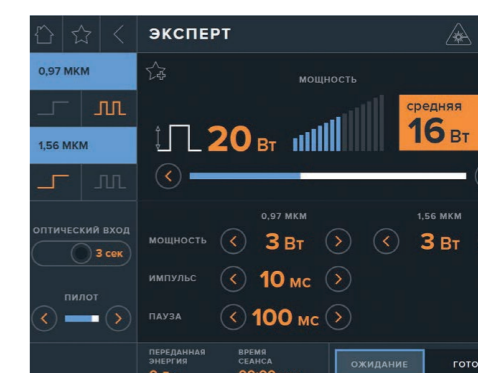 ЭКСПЕРТ
0,97 МКМ
МОЩНОСТЬ
20 Вт
средняя
16 Вт
1,56 МКМ
0,97 МКМ
1,56 МКМ
ОПТИЧЕСКИЙ ВХОД
3 сек
МОЩНОСТЬ
3 Вт
3 Вт
ИМПУЛЬС
10 мс
ПИЛОТ
ПАУЗА
100 мс
ПЕРЕДАННАЯ
ЭНЕРГИЯ
ВРЕМЯ
СЕАНСА
ОЖИДАНИЕ
ГОТО